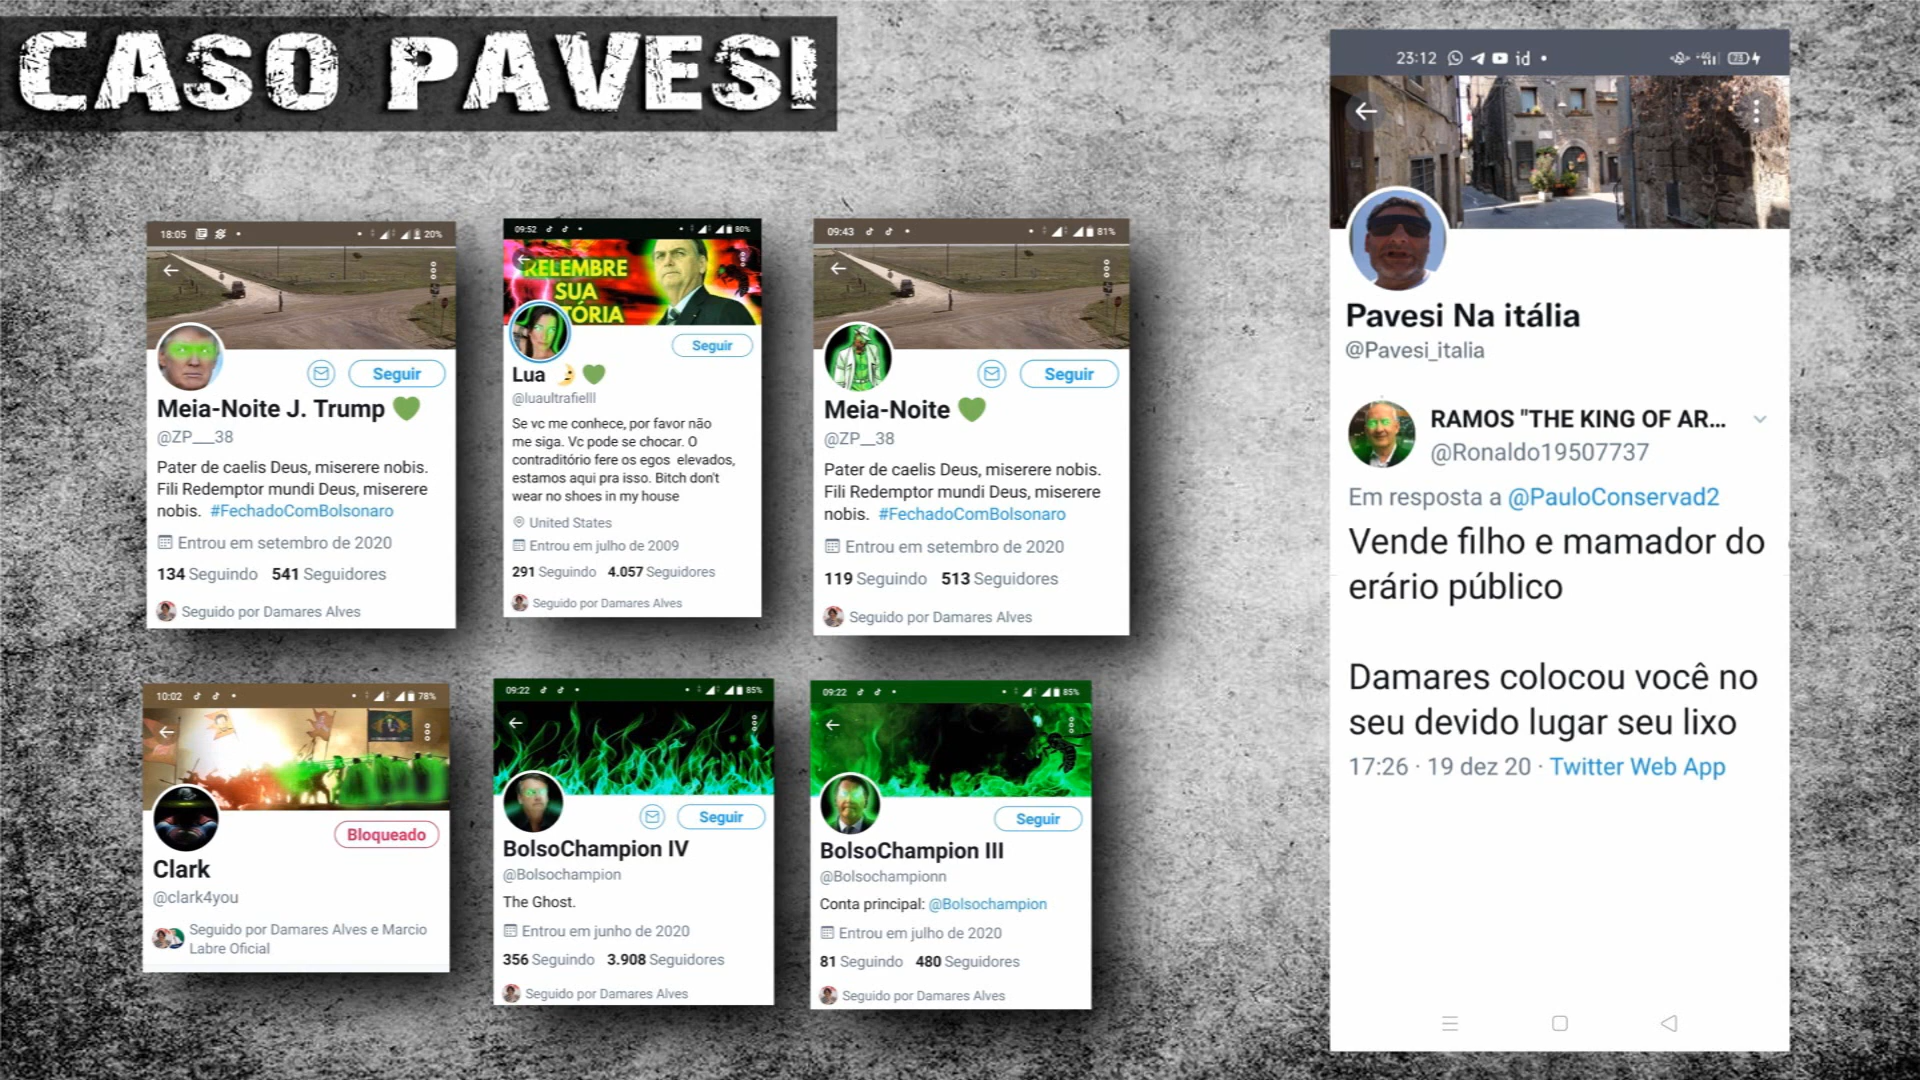 CASO PAVESI
18:05
20%
Seguir
Meia-Noite J. Trump 💚
@ZP___38
Pater de caelis Deus, miserere nobis.
Fili Redemptor mundi Deus, miserere
nobis. #FechadoComBolsonaro
Entrou em setembro de 2020
134 Seguindo 541 Seguidores
Seguido por Damares Alves
09:52
80%
RELEMBRE
SUA
TÓRIA
Seguir
Lua 🌛💚
@luaultrafielll
Se vc me conhece, por favor não
me siga. Vc pode se chocar. O
contraditório fere os egos elevados,
estamos aqui pra isso. Bitch don't
wear no shoes in my house
United States
Entrou em julho de 2009
291 Seguindo 4.057 Seguidores
Seguido por Damares Alves
09:43
81%
Seguir
Meia-Noite 💚
@ZP__38
Pater de caelis Deus, miserere nobis.
Fili Redemptor mundi Deus, miserere
nobis. #FechadoComBolsonaro
Entrou em setembro de 2020
119 Seguindo 513 Seguidores
Seguido por Damares Alves
10:02
78%
Bloqueado
Clark
@clark4you
Seguido por Damares Alves e Marcio
Labre Oficial
09:22
85%
Seguir
BolsoChampion IV
@Bolsochampion
The Ghost.
Entrou em junho de 2020
356 Seguindo 3.908 Seguidores
Seguido por Damares Alves
09:22
85%
Seguir
BolsoChampion III
@Bolsochampionn
Conta principal: @Bolsochampion
Entrou em julho de 2020
81 Seguindo 480 Seguidores
Seguido por Damares Alves
23:12
id
4G
73
Pavesi Na itália
@Pavesi_italia
RAMOS "THE KING OF AR...
@Ronaldo19507737
Em resposta a @PauloConservad2
Vende filho e mamador do
erário público
Damares colocou você no
seu devido lugar seu lixo
17:26 · 19 dez 20 · Twitter Web App